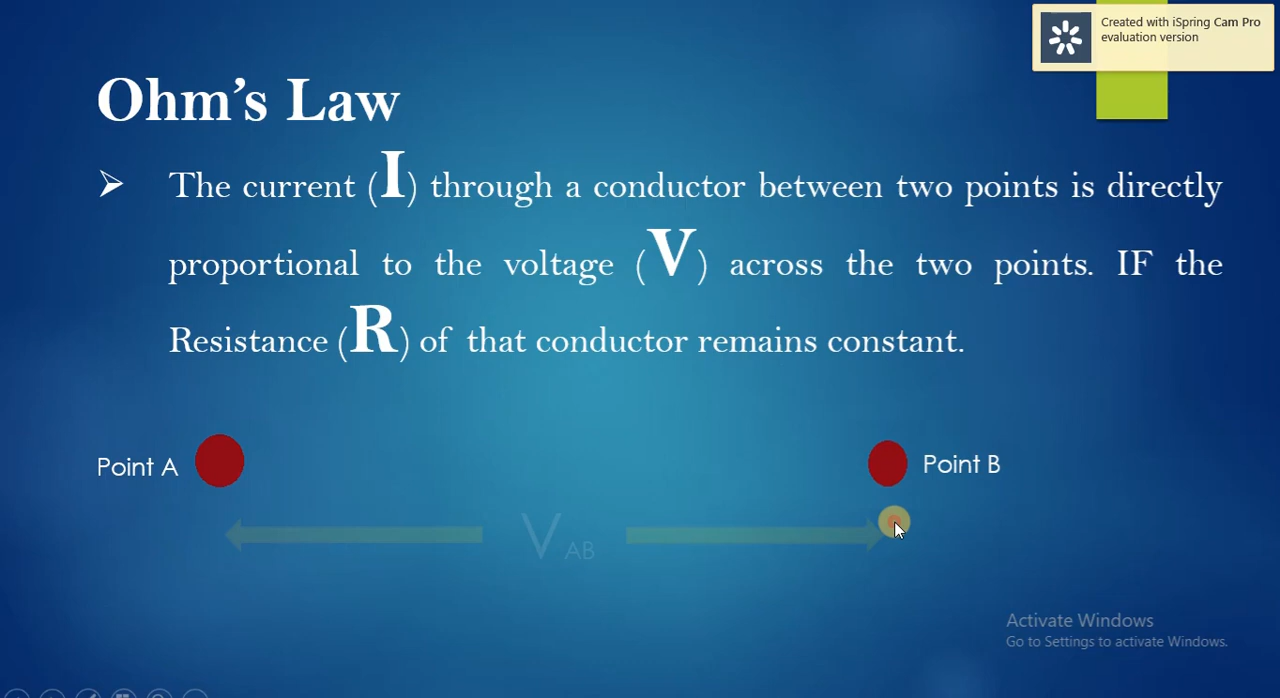 Created with iSpring Cam Pro
evaluation version
Ohm’s Law
➢ The current (I) through a conductor between two points is directly
proportional to the voltage (V) across the two points. IF the
Resistance (R) of that conductor remains constant.
Point A
Point B
V AB
Activate Windows
Go to Settings to activate Windows.